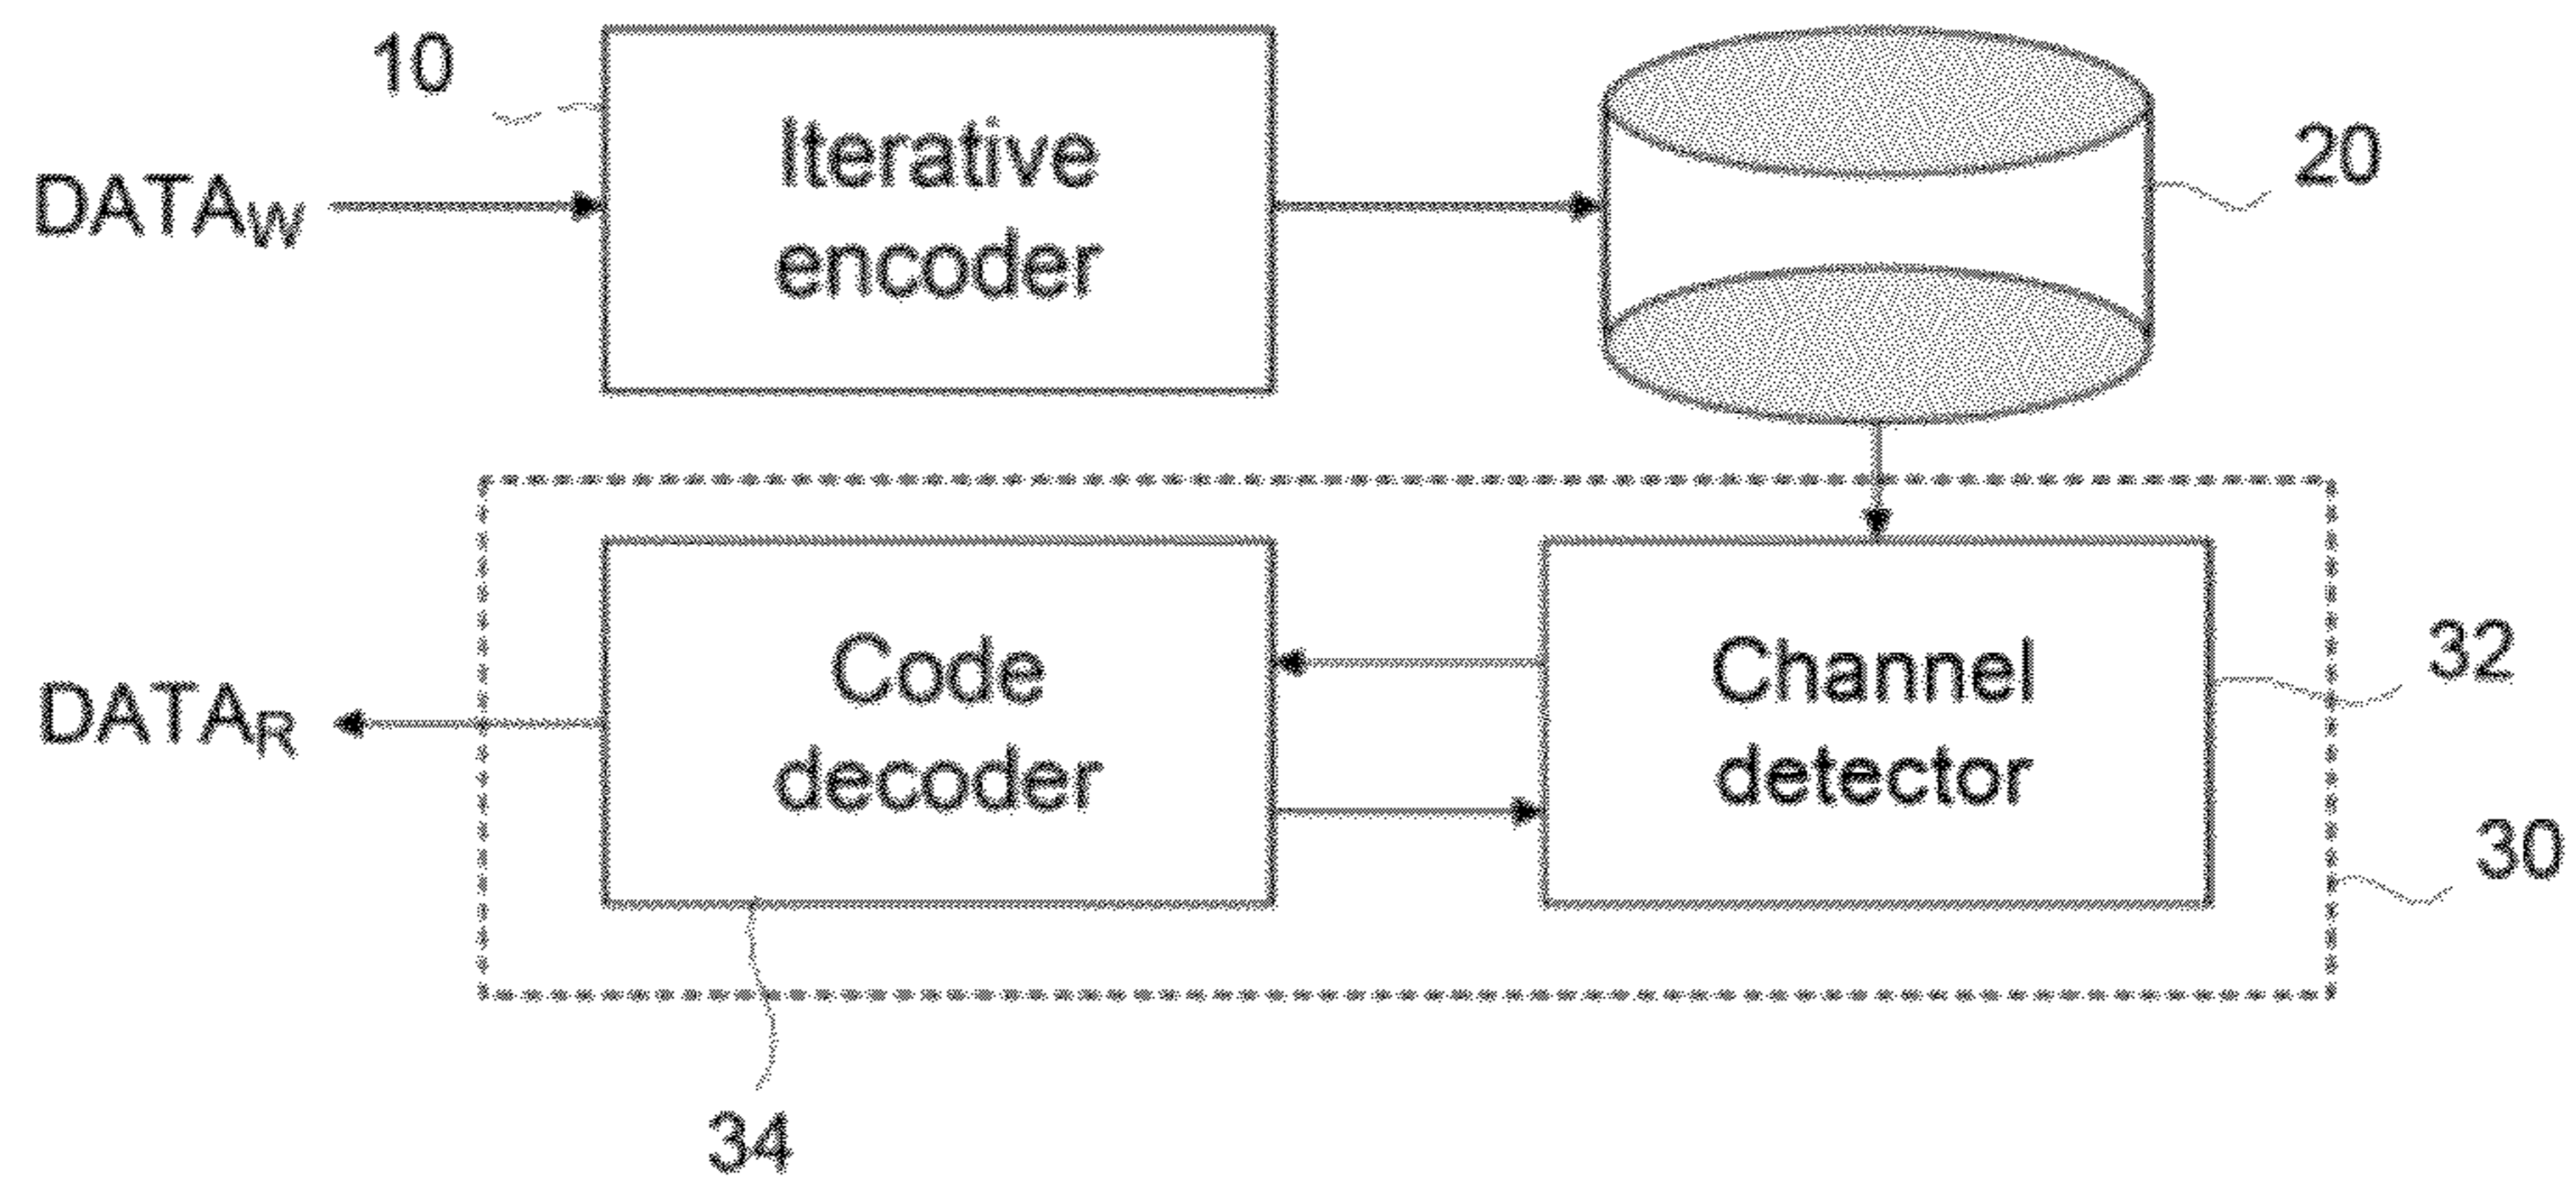 10
Iterative
encoder
20
DATAW
Code
decoder
Channel
detector
32
DATAR
30
34